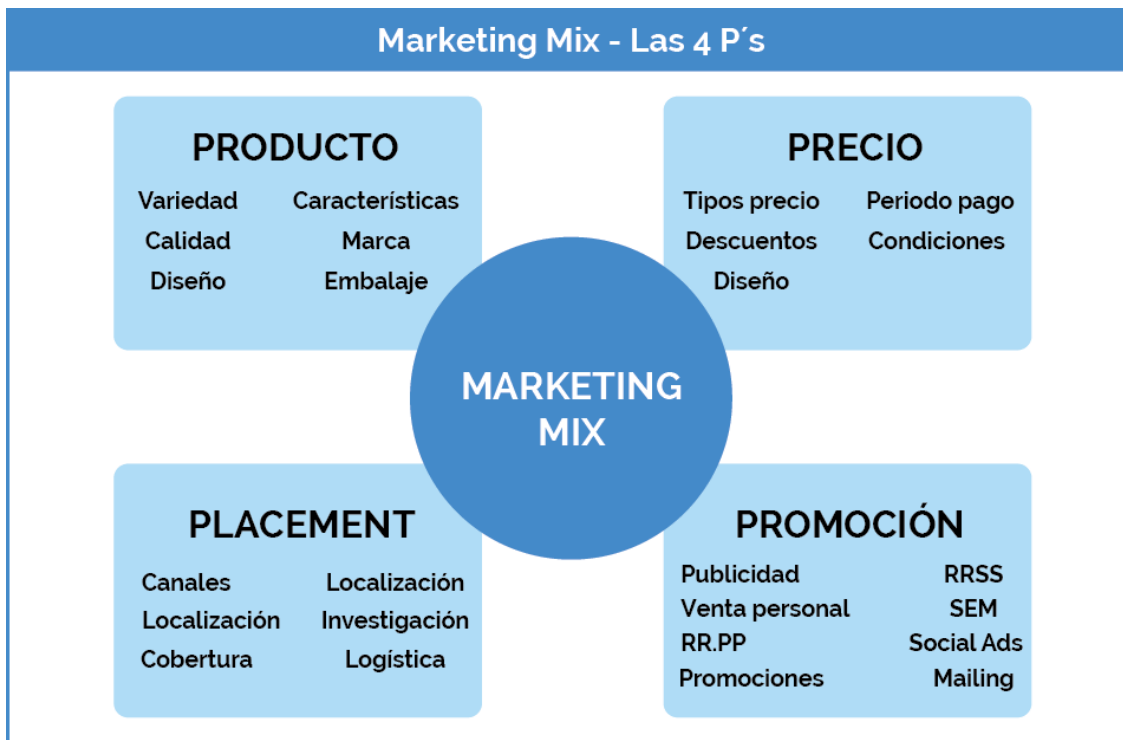 Marketing Mix - Las 4 P´s
PRODUCTO
Variedad Características
Calidad Marca
Diseño Embalaje
PRECIO
Tipos precio Periodo pago
Descuentos Condiciones
Diseño
MARKETING
MIX
PLACEMENT
Canales Localización
Localización Investigación
Cobertura Logística
PROMOCIÓN
Publicidad RRSS
Venta personal SEM
RR.PP Social Ads
Promociones Mailing